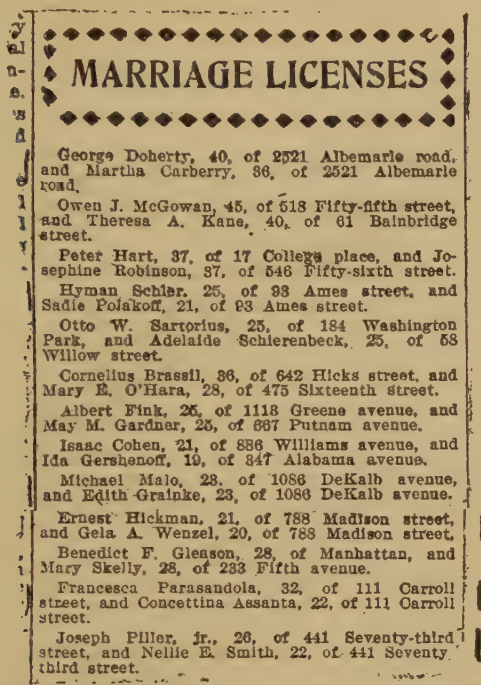 MARRIAGE LICENSES
George Doherty, 40, of 2521 Albemarle road,
and Martha Carberry, 36, of 2521 Albemarle
road.
Owen J. McGowan, 45, of 518 Fifty-fifth street,
and Theresa A. Kane, 40, of 61 Bainbridge
street.
Peter Hart, 37, of 17 College place, and Jo-
sephine Robinson, 37, of 546 Fifty-sixth street.
Hyman Schler, 25, of 93 Ames street, and
Sadie Polakoff, 21, of 93 Ames street.
Otto W. Sartorius, 25, of 184 Washington
Park, and Adelaide Schierenbeck, 25, of 58
Willow street.
Cornelius Brassil, 36, of 642 Hicks street, and
Mary E. O'Hara, 28, of 475 Sixteenth street.
Albert Fink, 25, of 1118 Greene avenue, and
May M. Gardner, 25, of 667 Putnam avenue.
Isaac Cohen, 21, of 886 Williams avenue, and
Ida Gershenoff, 19, of 347 Alabama avenue.
Michael Malo, 23, of 1086 DeKalb avenue,
and Edith Grainke, 23, of 1086 DeKalb avenue.
Ernest Hickman, 21, of 788 Madison street,
and Gela A. Wenzel, 20, of 788 Madison street.
Benedict F. Gleason, 28, of Manhattan, and
Mary Skelly, 28, of 233 Fifth avenue.
Francesca Parasandola, 32, of 111 Carroll
street, and Concettina Assanta, 22, of 111 Carroll
street.
Joseph Piller, jr., 26, of 441 Seventy-third
street, and Nellie E. Smith, 22, of 441 Seventy
third street.